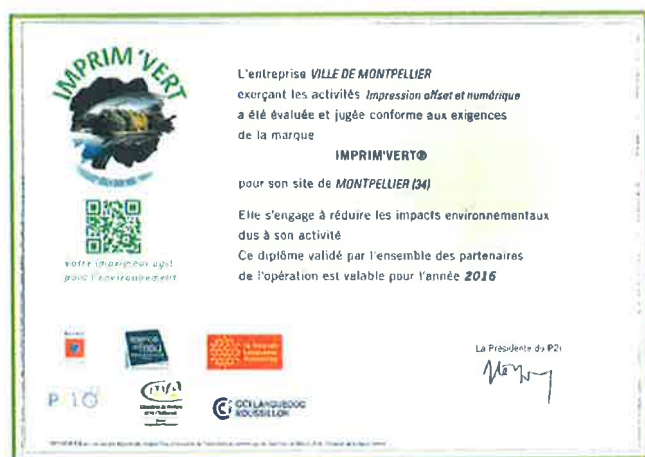 IMPRIM'VERT
L'entreprise VILLE DE MONTPELLIER
exerçant les activités Impression offset et numérique
a été évaluée et jugée conforme aux exigences
de la marque
IMPRIM'VERT®
pour son site de MONTPELLIER (34)
Elle s'engage à réduire les impacts environnementaux
dus à son activité
Ce diplôme validé par l'ensemble des partenaires
de l'opération est valable pour l'année 2016
votre imprimeur agit
pour l'environnement
La Présidente du P2i
CCI LANGUEDOC
ROUSSILLON